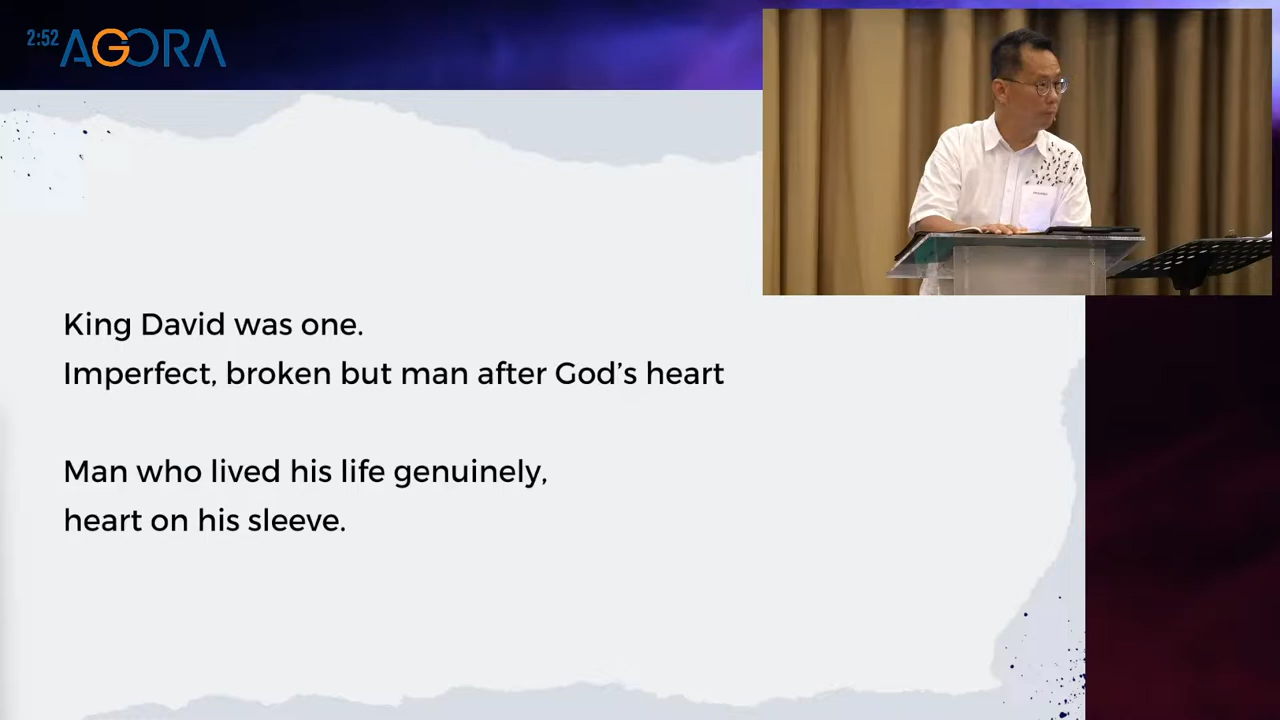 2:52 AGORA
King David was one.
Imperfect, broken but man after God’s heart
Man who lived his life genuinely,
heart on his sleeve.